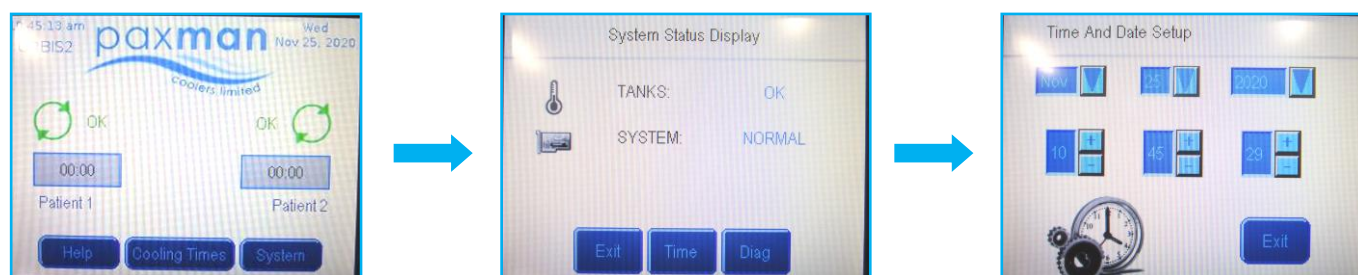 :45:13 am
Wed
Nov 25, 2020
paxman
coolers limited
OK
OK
00:00
00:00
Patient 1
Patient 2
Help
Cooling Times
System
System Status Display
TANKS:
OK
SYSTEM:
NORMAL
Exit
Time
Diag
Time And Date Setup
Nov
25
2020
10
45
29
+
+
+
-
-
-
Exit